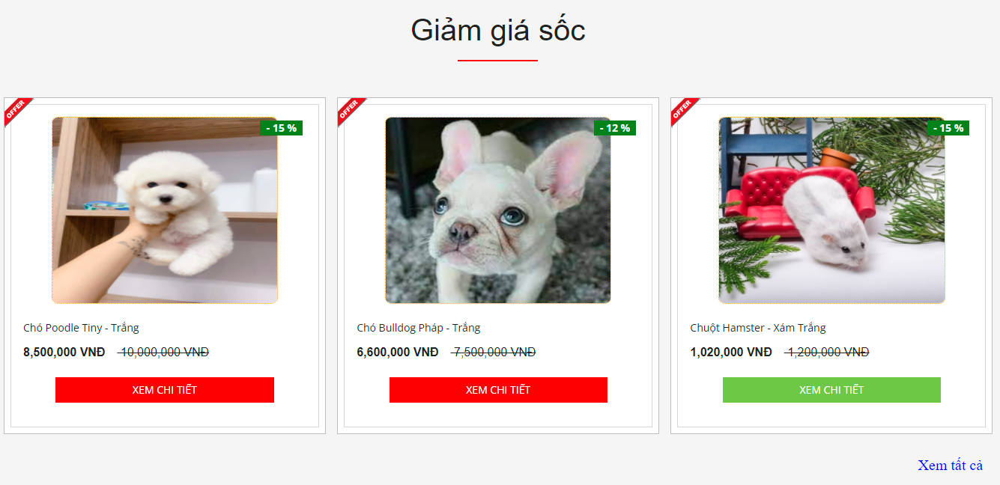 Giảm giá sốc
OFFER
- 15 %
Chó Poodle Tiny - Trắng
8,500,000 VNĐ 10,000,000 VNĐ
XEM CHI TIẾT
OFFER
- 12 %
Chó Bulldog Pháp - Trắng
6,600,000 VNĐ 7,500,000 VNĐ
XEM CHI TIẾT
OFFER
- 15 %
Chuột Hamster - Xám Trắng
1,020,000 VNĐ 1,200,000 VNĐ
XEM CHI TIẾT
Xem tất cả